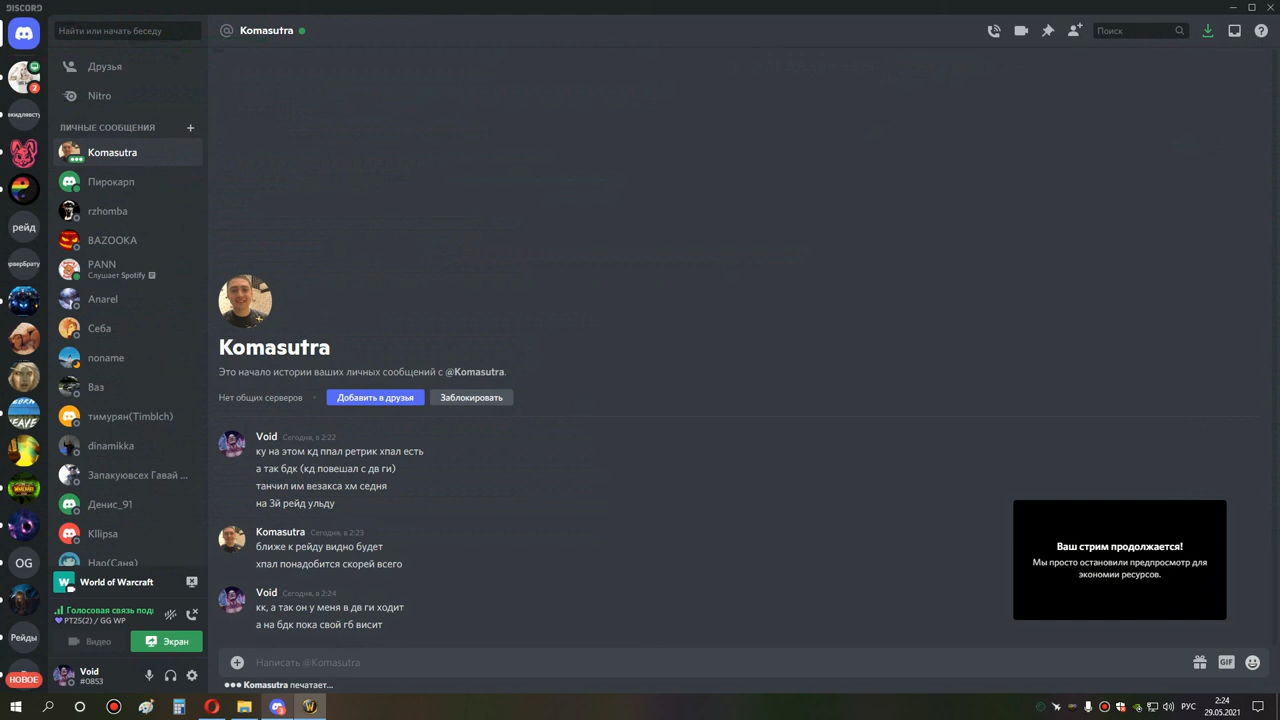 DISCORD
Найти или начать беседу
Komasutra
Поиск
Друзья
Nitro
ЛИЧНЫЕ СООБЩЕНИЯ
Komasutra
Пирокарп
rzhomba
BAZOOKA
PANN
Слушает Spotify
Anarel
Себа
noname
Ваз
тимурян(Timblch)
dinamikka
Запакуювсех Гавай ...
Денис_91
Kllipsa
Нар(Саня)
2
рейд
OG
Рейды
НОВОЕ
World of Warcraft
Голосовая связь под
PT25(2) / GG WP
Видео
Экран
Void
#0853
Komasutra
Это начало истории ваших личных сообщений с @Komasutra.
Нет общих серверов
Добавить в друзья
Заблокировать
Void Сегодня, в 2:22
ку на этом кд ппал ретрик хпал есть
а так бдк (кд повешал с дв ги)
танчил им везакса хм седня
на 3й рейд ульду
Komasutra Сегодня, в 2:23
ближе к рейду видно будет
хпал понадобится скорей всего
Void Сегодня, в 2:24
кк, а так он у меня в дв ги ходит
а на бдк пока свой гб висит
Ваш стрим продолжается!
Мы просто остановили предпросмотр для
экономии ресурсов.
Написать @Komasutra
GIF
Komasutra печатает...
РУС
2:24
29.05.2021